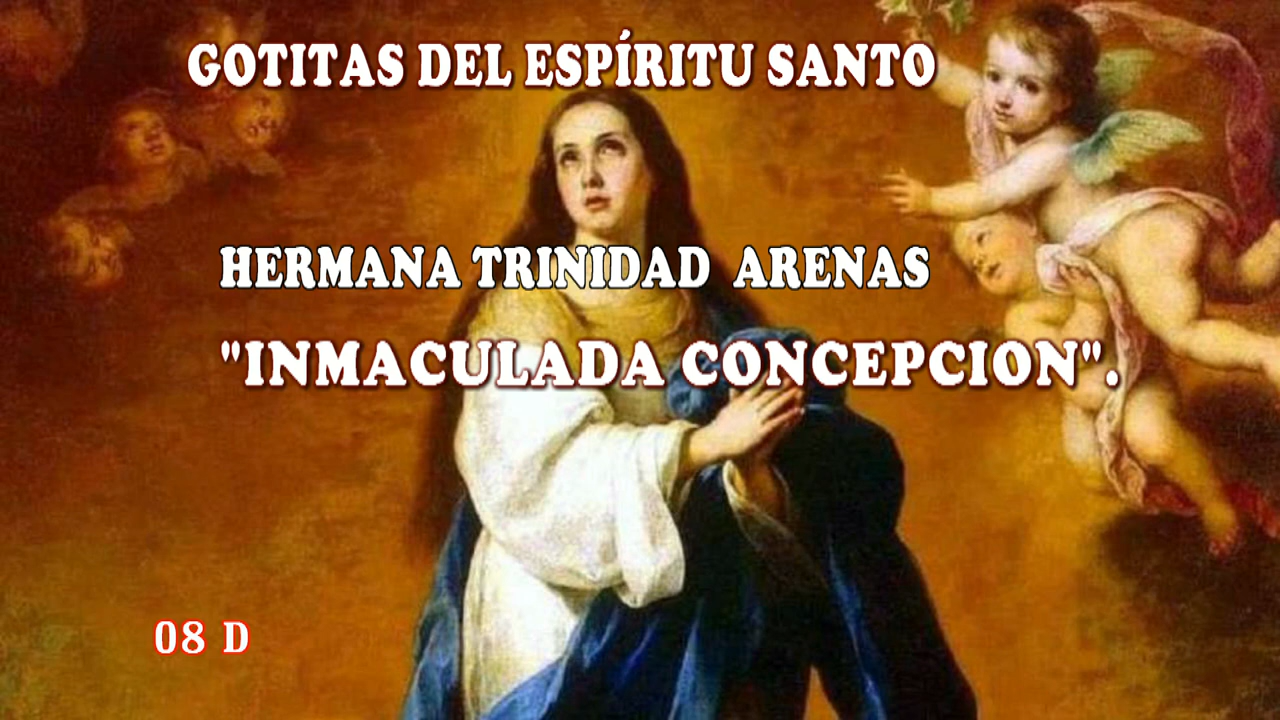 GOTITAS DEL ESPÍRITU SANTO
HERMANA TRINIDAD ARENAS
"INMACULADA CONCEPCION".
08 D